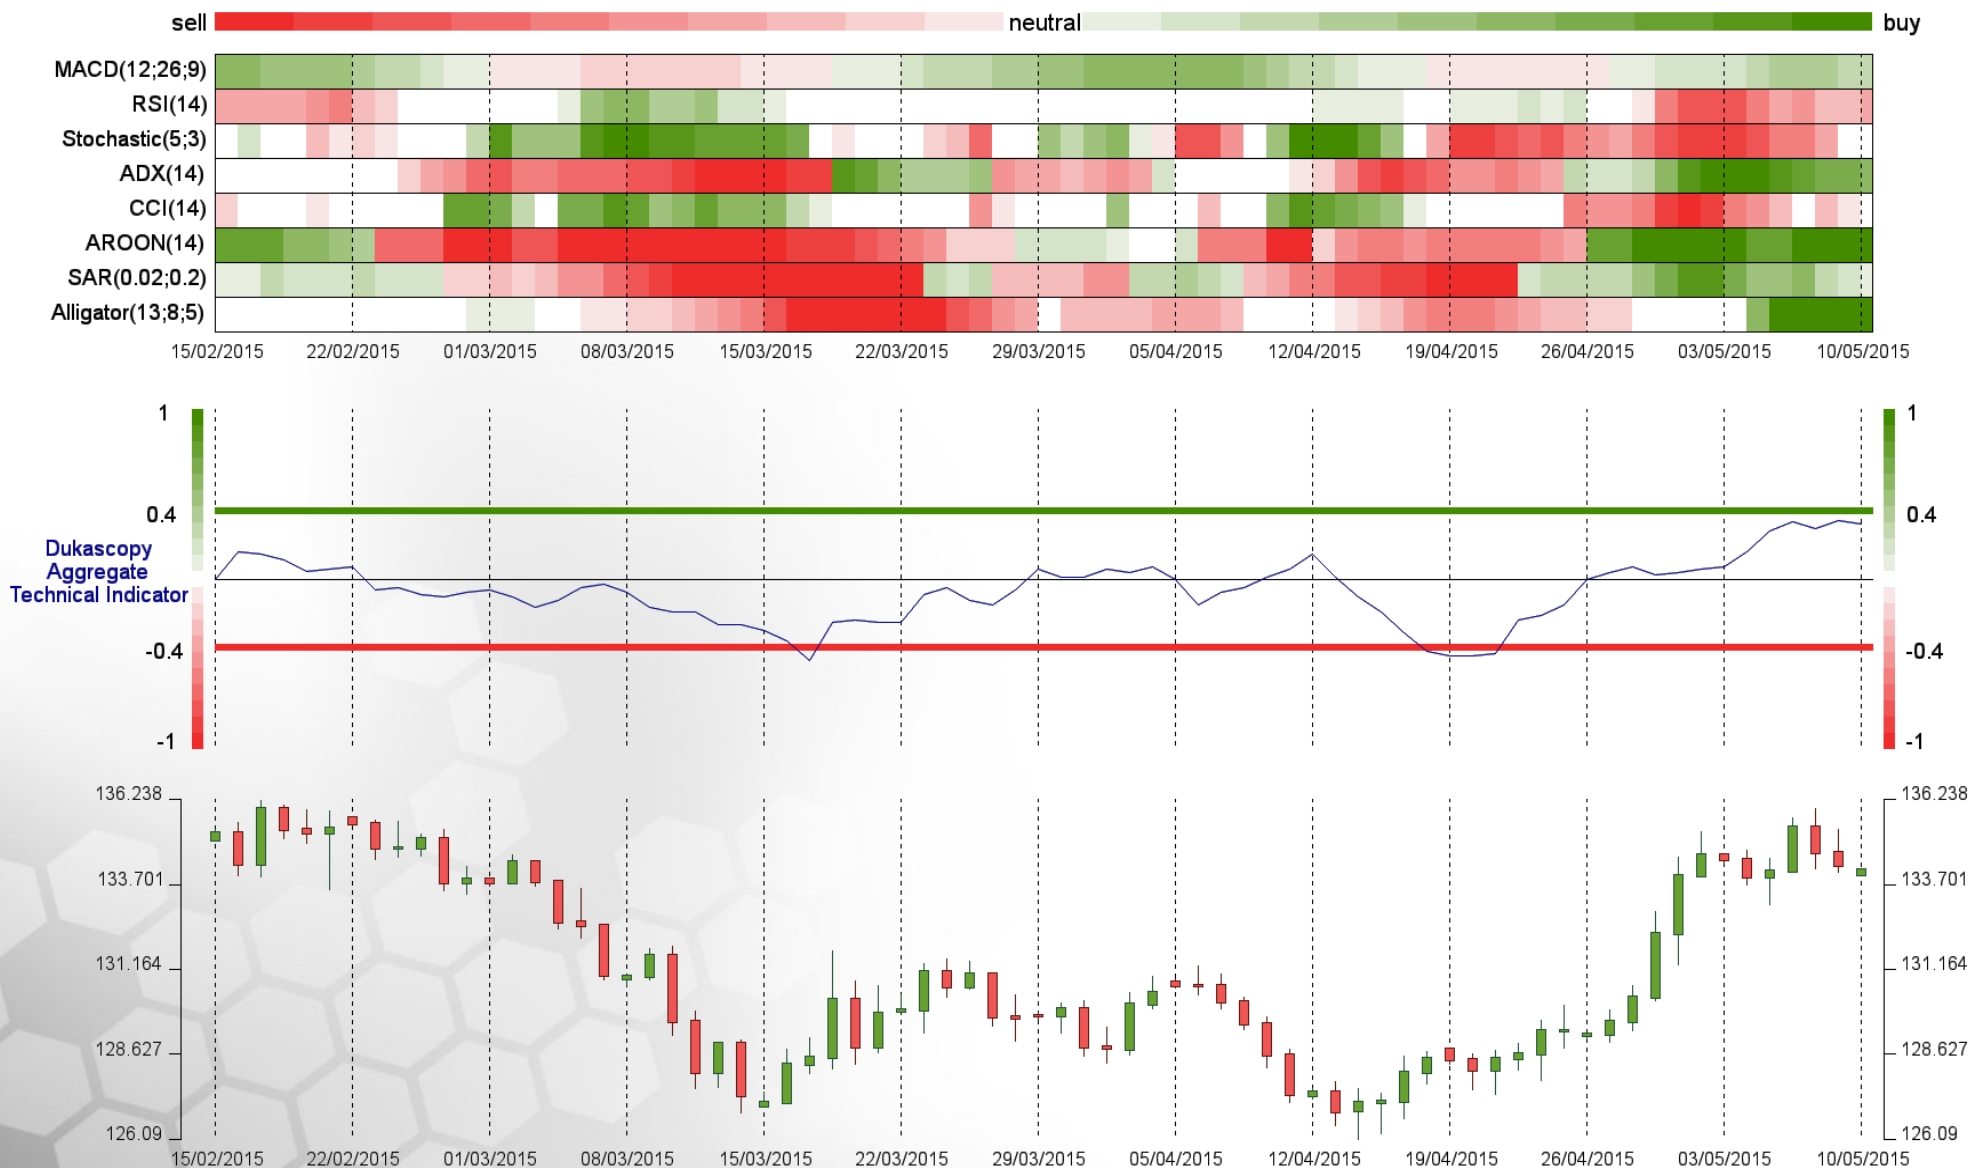 sell neutral buy
MACD(12;26;9)
RSI(14)
Stochastic(5;3)
ADX(14)
CCI(14)
AROON(14)
SAR(0.02;0.2)
Alligator(13;8;5)
15/02/2015 22/02/2015 01/03/2015 08/03/2015 15/03/2015 22/03/2015 29/03/2015 05/04/2015 12/04/2015 19/04/2015 26/04/2015 03/05/2015 10/05/2015
1 1
0.4 0.4
Dukascopy
Aggregate
Technical Indicator
-0.4 -0.4
-1 -1
136.238 136.238
133.701 133.701
131.164 131.164
128.627 128.627
126.09 126.09
15/02/2015 22/02/2015 01/03/2015 08/03/2015 15/03/2015 22/03/2015 29/03/2015 05/04/2015 12/04/2015 19/04/2015 26/04/2015 03/05/2015 10/05/2015